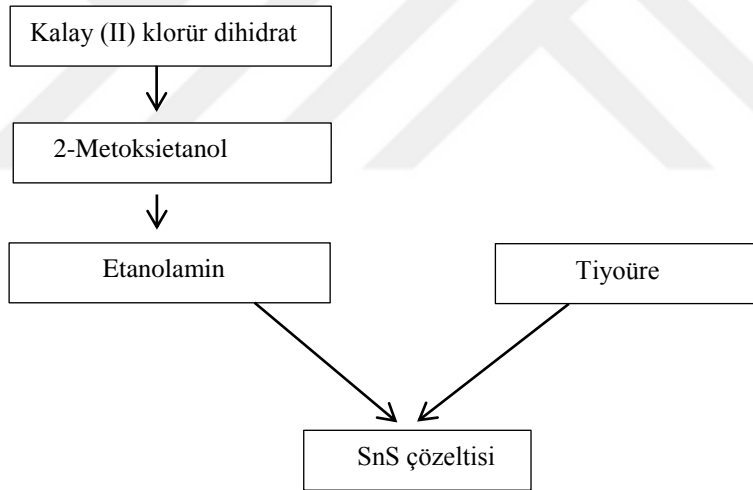 Kalay (II) klorür dihidrat
2-Metoksietanol
Etanolamin
Tiyoüre
SnS çözeltisi